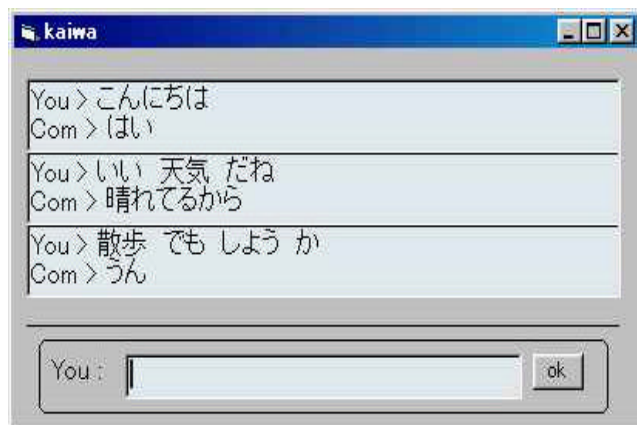 kaiwa
You > こんにちは
Com > はい
You > いい 天気 だね
Com > 晴れてるから
You > 散歩 でも しよう か
Com > うん
You :
ok